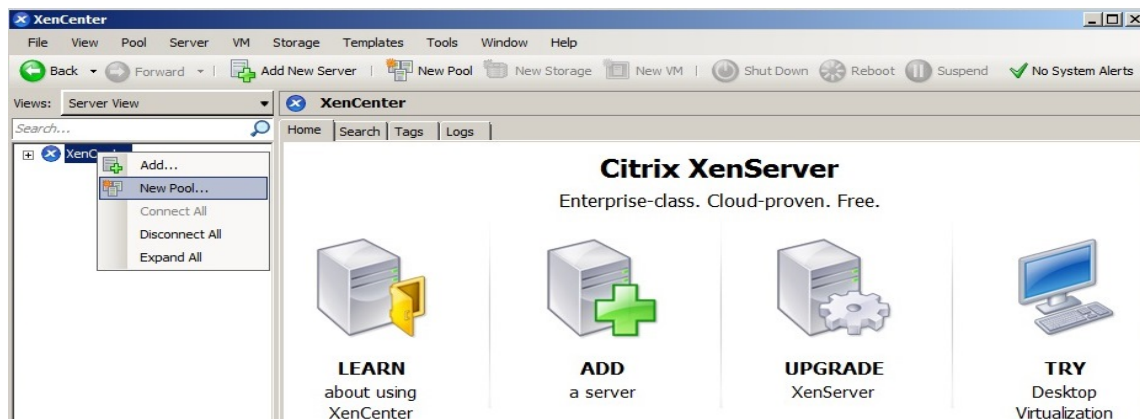 XenCenter
File View Pool Server VM Storage Templates Tools Window Help
Back Forward Add New Server New Pool New Storage New VM Shut Down Reboot Suspend No System Alerts
Views: Server View XenCenter
Search... Home Search Tags Logs
Add...
New Pool...
Connect All
Disconnect All
Expand All
Citrix XenServer
Enterprise-class. Cloud-proven. Free.
LEARN
about using
XenCenter
ADD
a server
UPGRADE
XenServer
TRY
Desktop
Virtualization